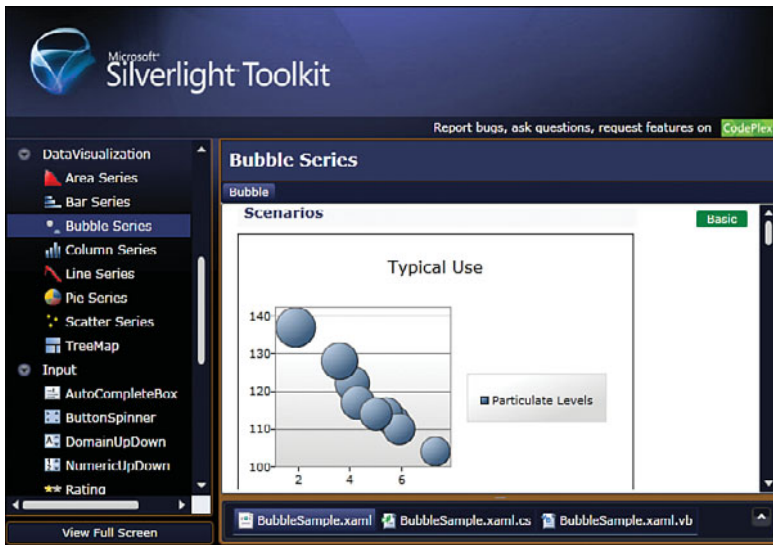 Microsoft®
Silverlight Toolkit
Report bugs, ask questions, request features on CodePlex
DataVisualization
Area Series
Bar Series
Bubble Series
Column Series
Line Series
Pie Series
Scatter Series
TreeMap
Input
AutoCompleteBox
ButtonSpinner
DomainUpDown
NumericUpDown
Rating
View Full Screen
Bubble Series
Bubble
Scenarios
Basic
Typical Use
140
130
120
110
100
2 4 6
Particulate Levels
BubbleSample.xaml BubbleSample.xaml.cs BubbleSample.xaml.vb